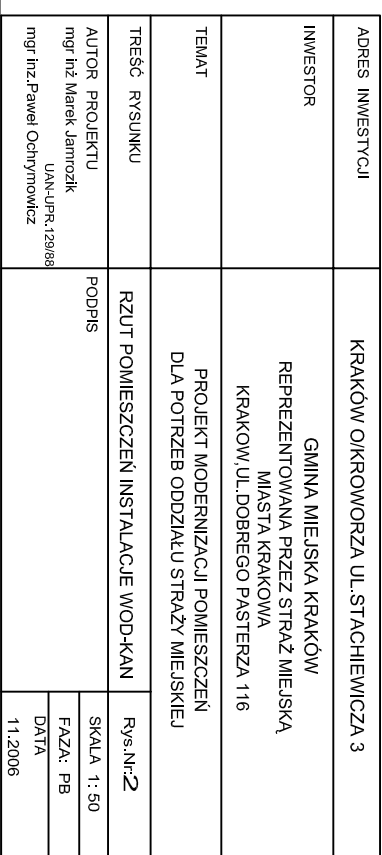 ADRES INWESTYCJI
KRAKÓW O/KROWORZA UL.STACHIEWICZA 3
INWESTOR
GMINA MIEJSKA KRAKÓW
REPREZENTOWANA PRZEZ STRAŻ MIEJSKĄ
MIASTA KRAKOWA
KRAKOW,UL.DOBREGO PASTERZA 116
TEMAT
PROJEKT MODERNIZACJI POMIESZCZEŃ
DLA POTRZEB ODDZIAŁU STRAŻY MIEJSKIEJ
TREŚĆ RYSUNKU
RZUT POMIESZCZEŃ INSTALACJE WOD-KAN
Rys.Nr:2
AUTOR PROJEKTU
mgr inż Marek Jamrozik
UAN-UPR.129/88
mgr inz.Paweł Ochrymowicz
PODPIS
SKALA 1: 50
FAZA: PB
DATA
11.2006